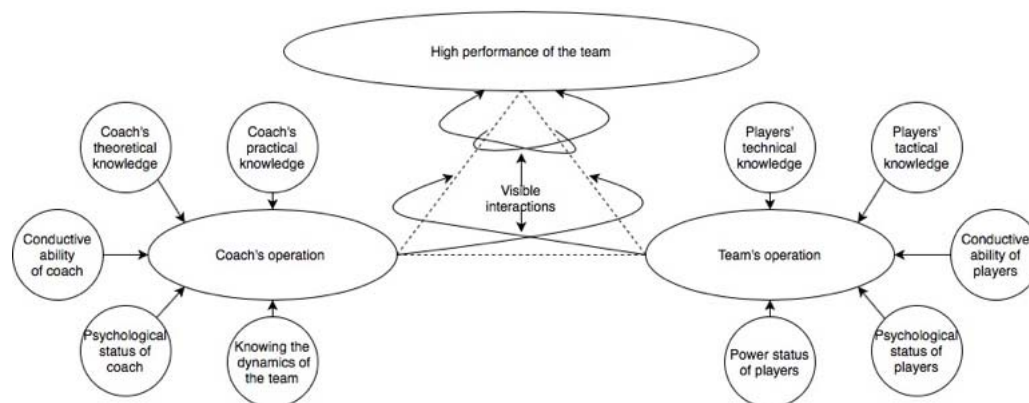 High performance of the team
Coach's
theoretical
knowledge
Coach's
practical
knowledge
Players'
technical
knowledge
Players'
tactical
knowledge
Visible
interactions
Conductive
ability
of coach
Coach's operation
Team's operation
Conductive
ability of
players
Psychological
status of
coach
Knowing the
dynamics of
the team
Power status
of players
Psychological
status of
players